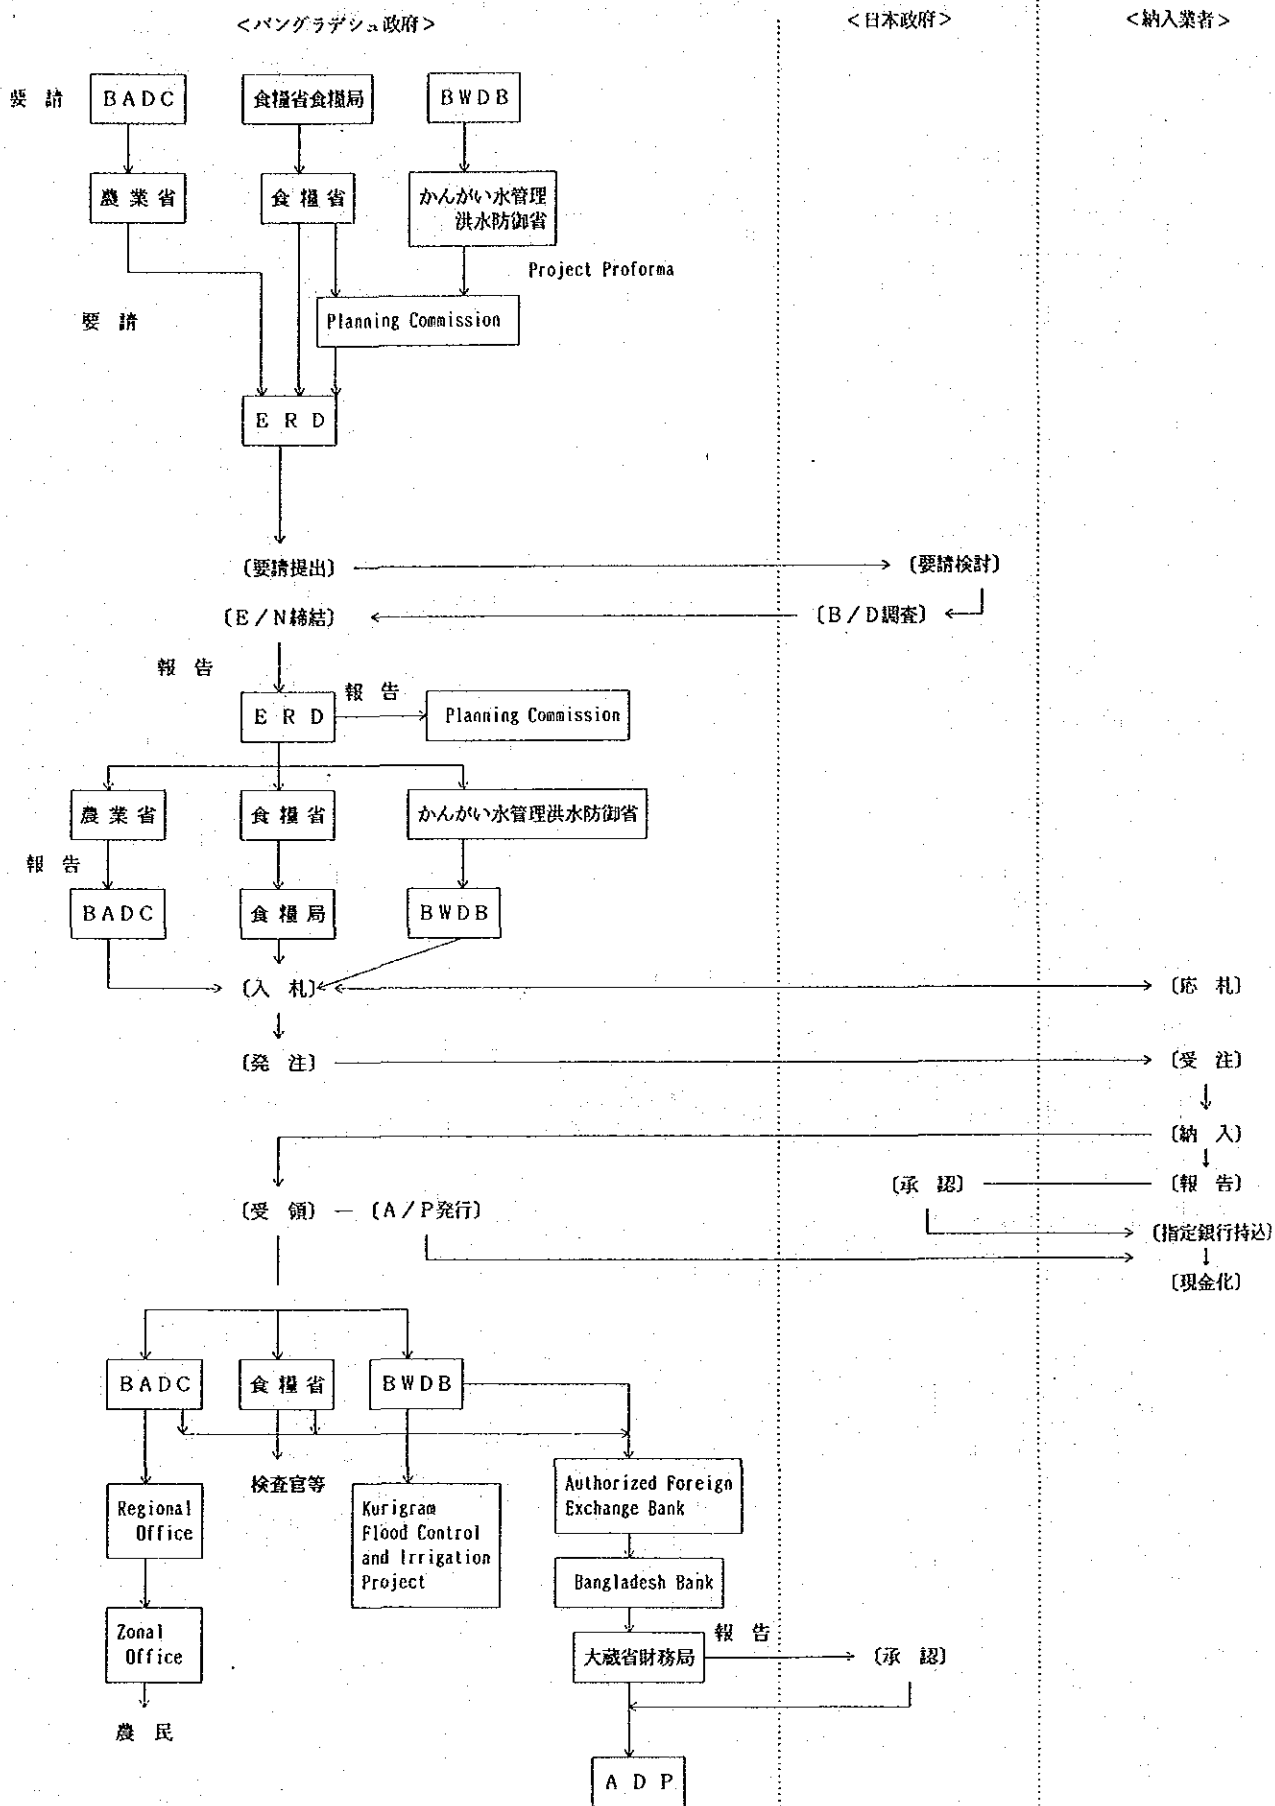 <バングラデシュ政府>
<日本政府>
<納入業者>
要 請
BADC
食糧省食糧局
BWDB
農業省
食糧省
かんがい水管理
洪水防御省
Project Proforma
要 請
Planning Commission
ERD
〔要請提出〕
〔要請検討〕
〔E/N締結〕
〔B/D調査〕
報 告
報 告
ERD
Planning Commission
農業省
食糧省
かんがい水管理洪水防御省
報 告
BADC
食糧局
BWDB
〔入 札〕
〔応 札〕
〔発 注〕
〔受 注〕
〔納 入〕
〔承 認〕
〔報 告〕
〔受 領〕 ― 〔A/P発行〕
〔指定銀行持込〕
〔現金化〕
BADC
食糧省
BWDB
検査官等
Regional
Office
Kurigram
Flood Control
and Irrigation
Project
Authorized Foreign
Exchange Bank
Bangladesh Bank
Zonal
Office
報 告
大蔵省財務局
〔承 認〕
農 民
ADP